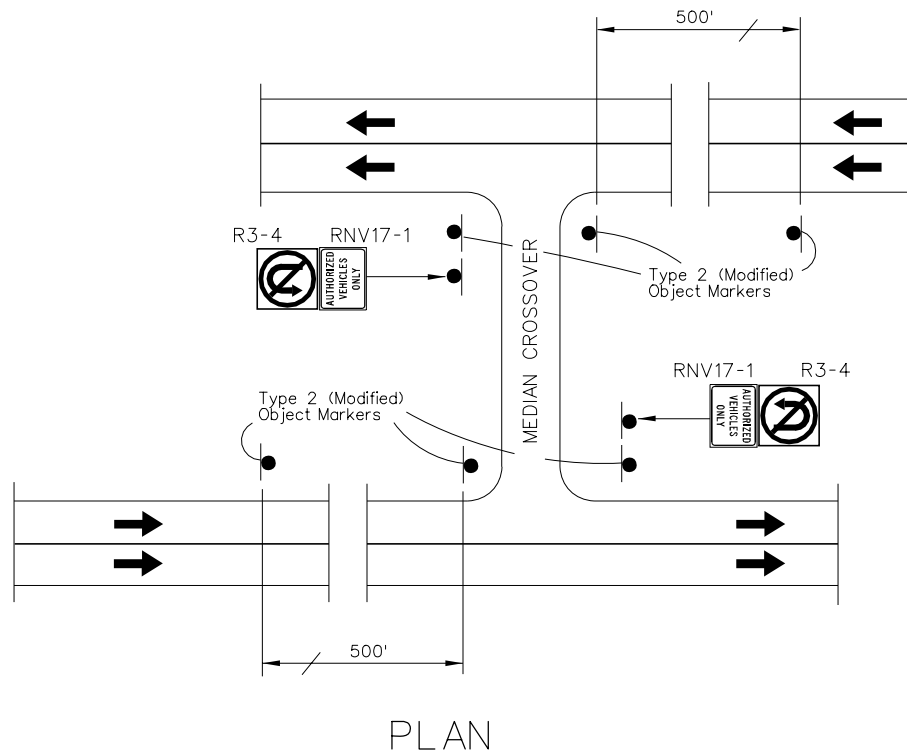 500'
R3-4 RNV17-1
AUTHORIZED
VEHICLES
ONLY
Type 2 (Modified)
Object Markers
MEDIAN CROSSOVER
RNV17-1 R3-4
AUTHORIZED
VEHICLES
ONLY
Type 2 (Modified)
Object Markers
500'
PLAN